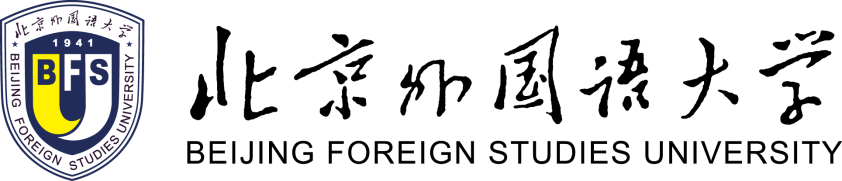 北京外国语大学
1941
BFSU
BEIJING FOREIGN STUDIES UNIVERSITY
北京外国语大学
BEIJING FOREIGN STUDIES UNIVERSITY